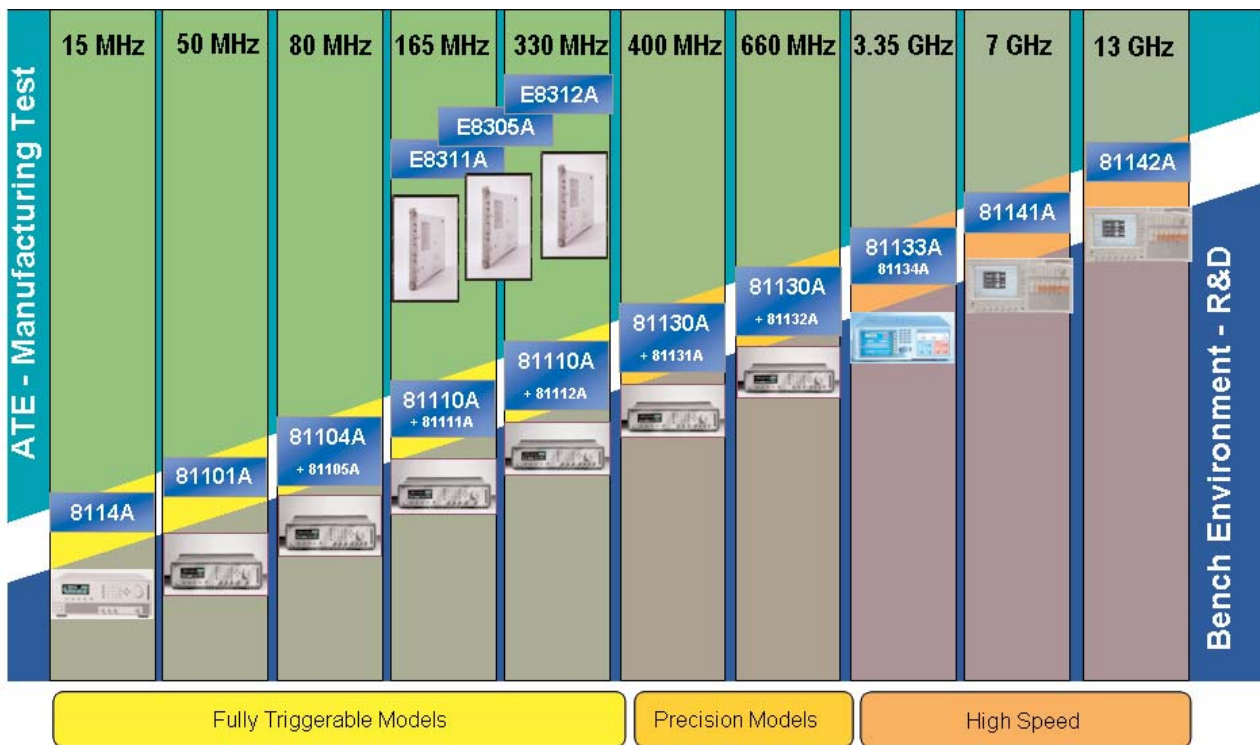 ATE - Manufacturing Test
15 MHz
50 MHz
80 MHz
165 MHz
330 MHz
400 MHz
660 MHz
3.35 GHz
7 GHz
13 GHz
E8312A
E8305A
E8311A
81142A
81141A
81133A
81134A
81130A
+ 81132A
81130A
+ 81131A
81110A
+ 81112A
81110A
+ 81111A
81104A
+ 81105A
81101A
8114A
Bench Environment - R&D
Fully Triggerable Models
Precision Models
High Speed